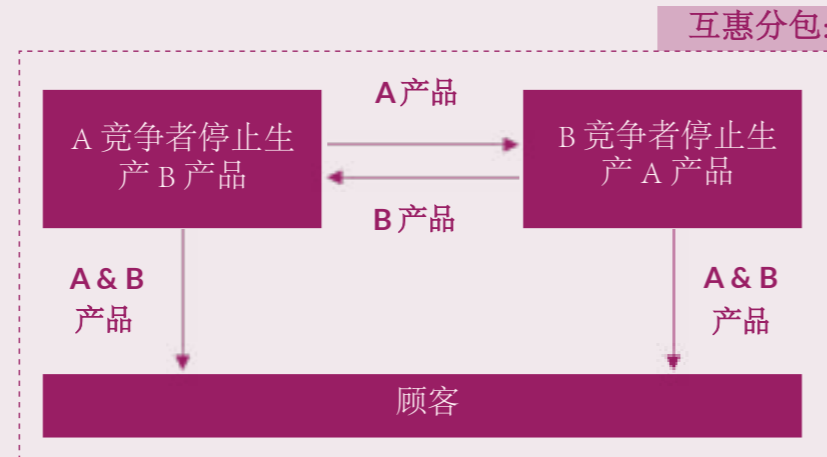 互惠分包:
A 产品
A 竞争者停止生
产 B 产品
B 竞争者停止生
产 A 产品
B 产品
A & B
产品
A & B
产品
顾客